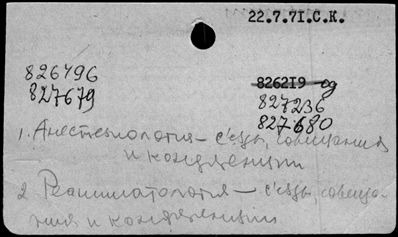 22.7.71.С.К.
826796
827679
826219 од
827236
827680
1. Анестезиология – съезды, совещания
и конференции
2 Реаниматология – съезды, совеща-
ния и конференции